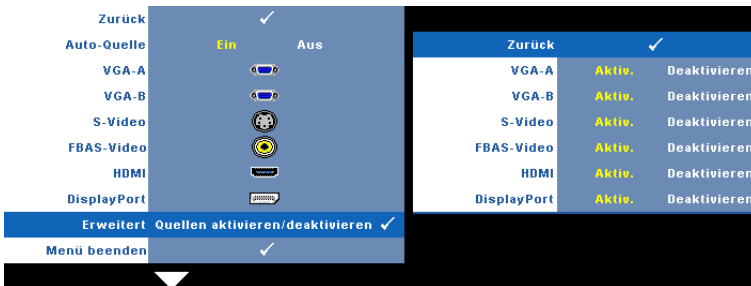 Zurück
Auto-Quelle Ein Aus
VGA-A
VGA-B
S-Video
FBAS-Video
HDMI
DisplayPort
Erweitert Quellen aktivieren/deaktivieren
Menü beenden
Zurück
VGA-A Aktiv. Deaktivieren
VGA-B Aktiv. Deaktivieren
S-Video Aktiv. Deaktivieren
FBAS-Video Aktiv. Deaktivieren
HDMI Aktiv. Deaktivieren
DisplayPort Aktiv. Deaktivieren